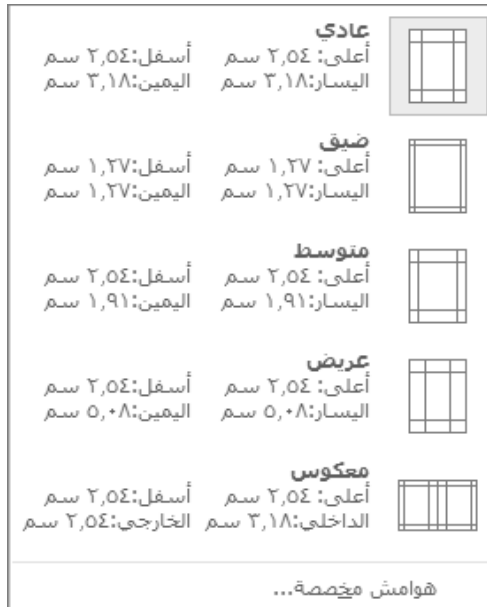 عادي
أعلى: ٢,٥٤ سم أسفل:٢,٥٤ سم
اليسار:٣,١٨ سم اليمين:٣,١٨ سم
ضيق
أعلى: ١,٢٧ سم أسفل:١,٢٧ سم
اليسار:١,٢٧ سم اليمين:١,٢٧ سم
متوسط
أعلى: ٢,٥٤ سم أسفل:٢,٥٤ سم
اليسار:١,٩١ سم اليمين:١,٩١ سم
عريض
أعلى: ٢,٥٤ سم أسفل:٢,٥٤ سم
اليسار:٥,٠٨ سم اليمين:٥,٠٨ سم
معكوس
أعلى: ٢,٥٤ سم أسفل:٢,٥٤ سم
الداخلي:٣,١٨ سم الخارجي:٢,٥٤ سم
هوامش مخصصة...